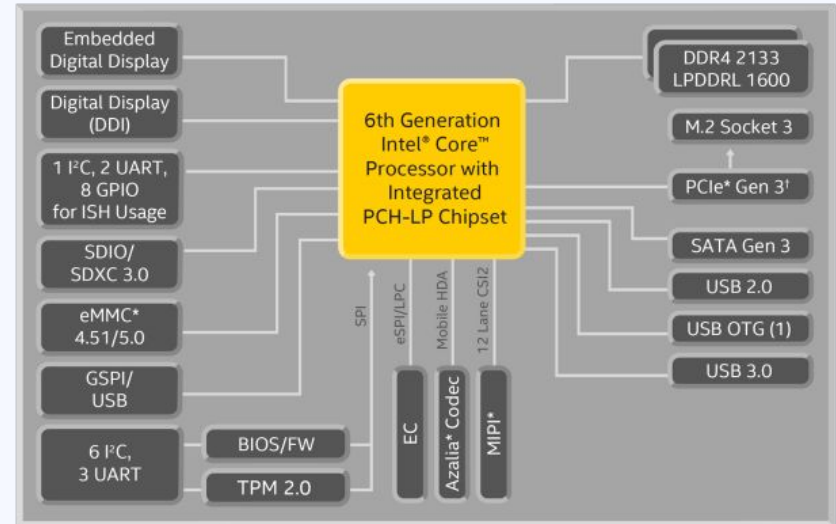 Embedded
Digital Display
Digital Display
(DDI)
1 I²C, 2 UART,
8 GPIO
for ISH Usage
SDIO/
SDXC 3.0
eMMC*
4.51/5.0
GSPI/
USB
6 I²C,
3 UART
BIOS/FW
TPM 2.0
6th Generation
Intel® Core™
Processor with
Integrated
PCH-LP Chipset
SPI
eSPI/LPC
Mobile HDA
12 Lane CSI2
EC
Azalia* Codec
MIPI*
DDR4 2133
LPDDRL 1600
M.2 Socket 3
PCIe* Gen 3†
SATA Gen 3
USB 2.0
USB OTG (1)
USB 3.0